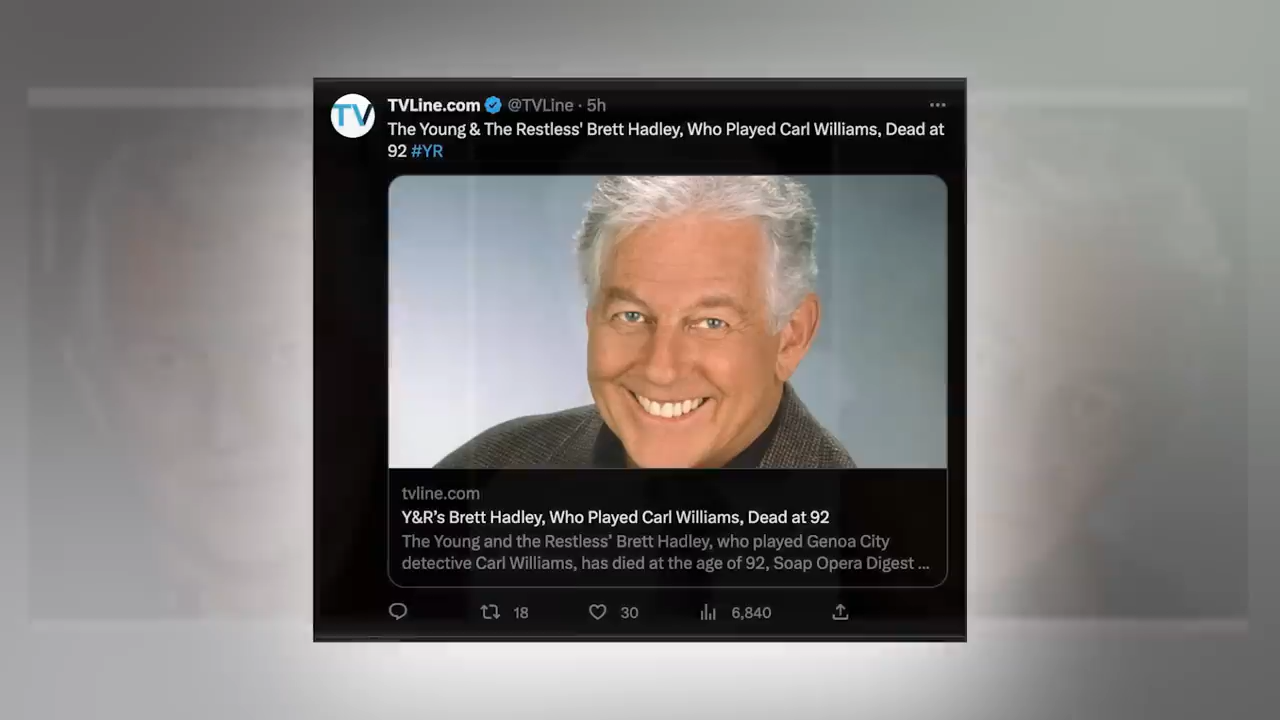 TV
TVLine.com @TVLine · 5h
The Young & The Restless' Brett Hadley, Who Played Carl Williams, Dead at
92 #YR
tvline.com
Y&R’s Brett Hadley, Who Played Carl Williams, Dead at 92
The Young and the Restless’ Brett Hadley, who played Genoa City
detective Carl Williams, has died at the age of 92, Soap Opera Digest ...
18 30 6,840